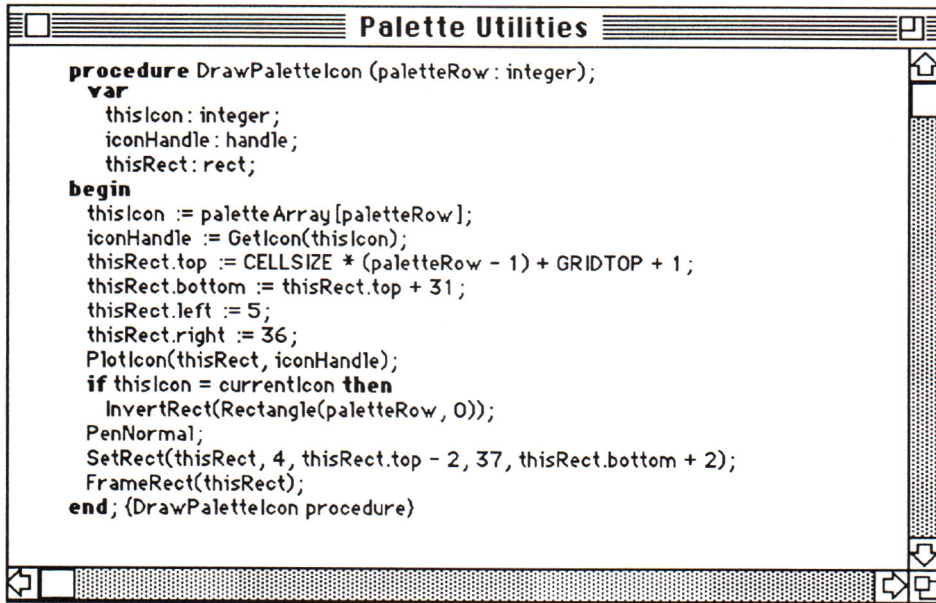 Palette Utilities
procedure DrawPaletteIcon (paletteRow : integer);
var
thisIcon : integer;
iconHandle : handle;
thisRect : rect;
begin
thisIcon := paletteArray[paletteRow];
iconHandle := GetIcon(thisIcon);
thisRect.top := CELLSIZE * (paletteRow - 1) + GRIDTOP + 1;
thisRect.bottom := thisRect.top + 31;
thisRect.left := 5;
thisRect.right := 36;
PlotIcon(thisRect, iconHandle);
if thisIcon = currentIcon then
InvertRect(Rectangle(paletteRow, 0));
PenNormal;
SetRect(thisRect, 4, thisRect.top - 2, 37, thisRect.bottom + 2);
FrameRect(thisRect);
end; {DrawPaletteIcon procedure}